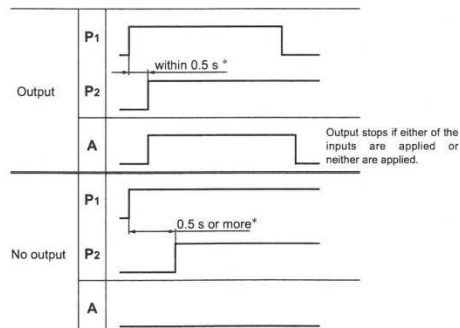 P1
within 0.5 s *
Output
P2
A
Output stops if either of the
inputs are applied or
neither are applied.
P1
0.5 s or more*
No output
P2
A